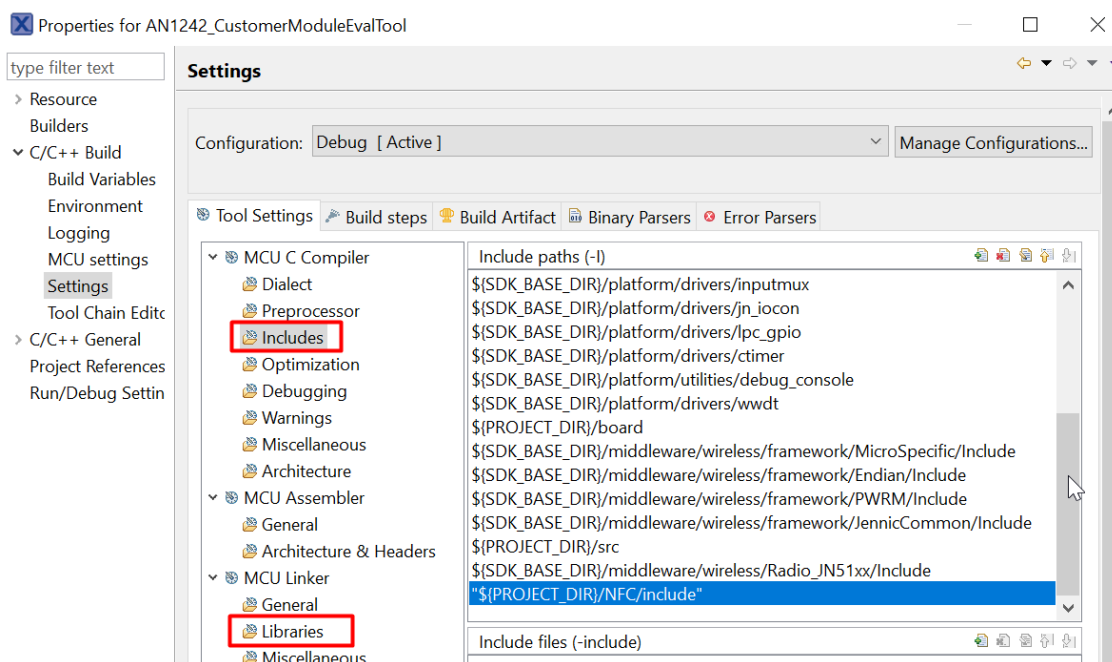 Properties for AN1242_CustomerModuleEvalTool
type filter text
Resource
Builders
C/C++ Build
Build Variables
Environment
Logging
MCU settings
Settings
Tool Chain Edito
C/C++ General
Project References
Run/Debug Settin
Settings
Configuration:
Debug [ Active ]
Manage Configurations...
Tool Settings
Build steps
Build Artifact
Binary Parsers
Error Parsers
MCU C Compiler
Dialect
Preprocessor
Includes
Optimization
Debugging
Warnings
Miscellaneous
Architecture
MCU Assembler
General
Architecture & Headers
MCU Linker
General
Libraries
Miscellaneous
Include paths (-I)
${SDK_BASE_DIR}/platform/drivers/inputmux
${SDK_BASE_DIR}/platform/drivers/jn_iocon
${SDK_BASE_DIR}/platform/drivers/lpc_gpio
${SDK_BASE_DIR}/platform/drivers/ctimer
${SDK_BASE_DIR}/platform/utilities/debug_console
${SDK_BASE_DIR}/platform/drivers/wwdt
${PROJECT_DIR}/board
${SDK_BASE_DIR}/middleware/wireless/framework/MicroSpecific/Include
${SDK_BASE_DIR}/middleware/wireless/framework/Endian/Include
${SDK_BASE_DIR}/middleware/wireless/framework/PWRM/Include
${SDK_BASE_DIR}/middleware/wireless/framework/JennicCommon/Include
${PROJECT_DIR}/src
${SDK_BASE_DIR}/middleware/wireless/Radio_JN51xx/Include
"${PROJECT_DIR}/NFC/include"
Include files (-include)